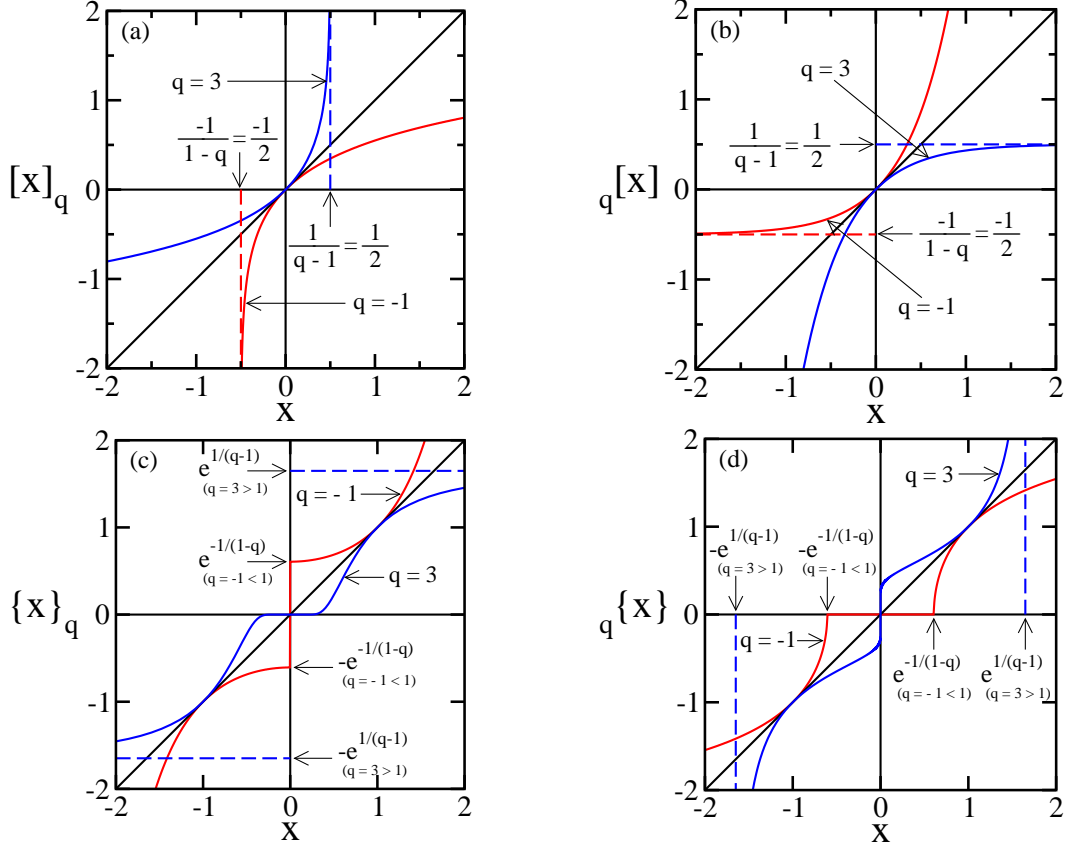 (a)
2
1
0
-1
-2
-2 -1 0 1 2
[x]q
x
q = 3
-1/(1 - q) = -1/2
1/(q - 1) = 1/2
q = -1
(b)
2
1
0
-1
-2
-2 -1 0 1 2
q[x]
x
q = 3
1/(q - 1) = 1/2
-1/(1 - q) = -1/2
q = -1
(c)
2
1
0
-1
-2
-2 -1 0 1 2
{x}q
x
e^1/(q-1)
(q = 3 > 1)
q = - 1
e^-1/(1-q)
(q = -1 < 1)
q = 3
-e^-1/(1-q)
(q = - 1 < 1)
-e^1/(q-1)
(q = 3 > 1)
(d)
2
1
0
-1
-2
-2 -1 0 1 2
q{x}
x
q = 3
-e^1/(q-1)
(q = 3 > 1)
-e^-1/(1-q)
(q = - 1 < 1)
q = -1
e^-1/(1-q)
(q = - 1 < 1)
e^1/(q-1)
(q = 3 > 1)